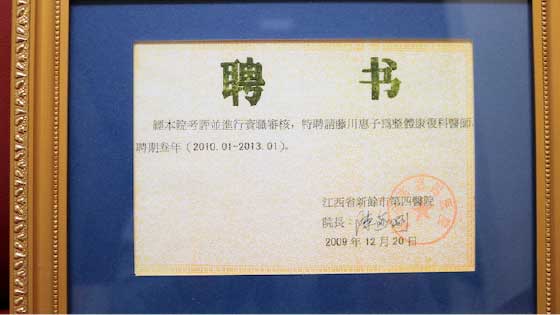 聘 书
經本院考評並進行資職審核，特聘請藤川惠子爲整體康復科醫師，
聘期叁年（2010.01-2013.01）。
江西省新餘市第四醫院
院長：
2009年12月20日